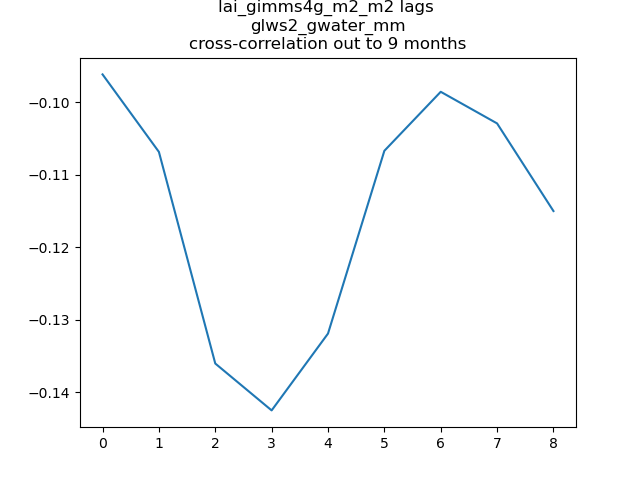 lai_gimms4g_m2_m2 lags
glws2_gwater_mm
cross-correlation out to 9 months
−0.10
−0.11
−0.12
−0.13
−0.14
0 1 2 3 4 5 6 7 8